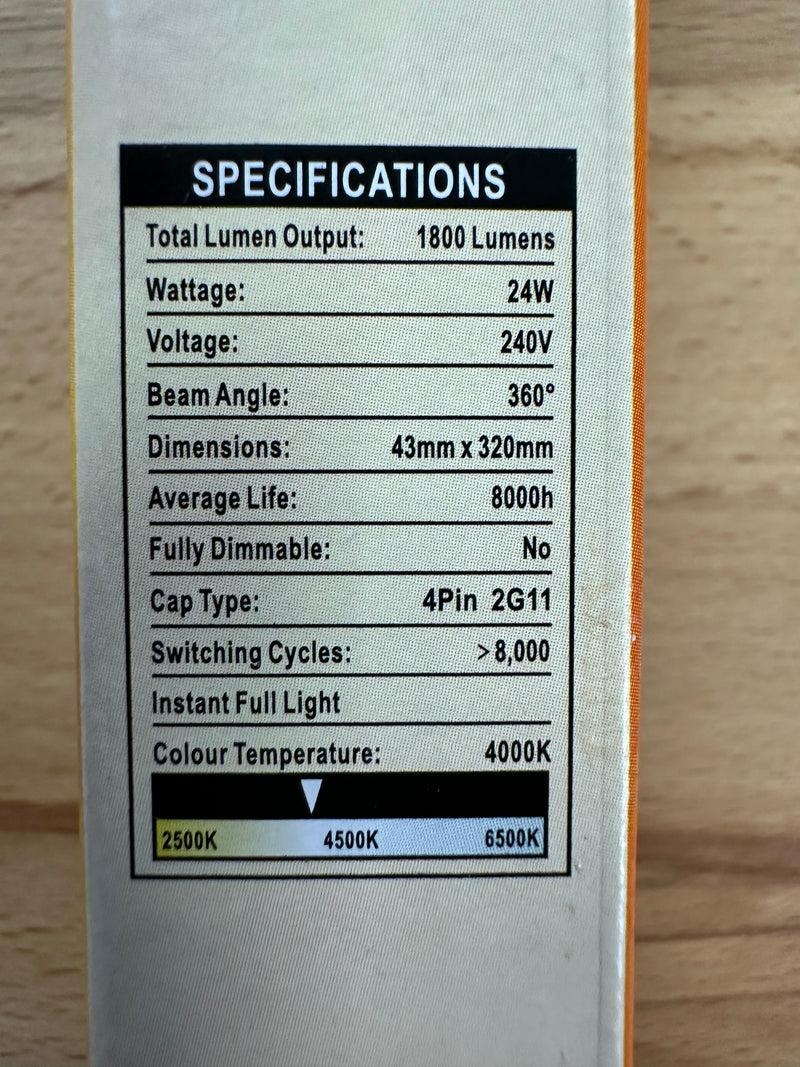 SPECIFICATIONS
Total Lumen Output: 1800 Lumens
Wattage: 24W
Voltage: 240V
Beam Angle: 360°
Dimensions: 43mm x 320mm
Average Life: 8000h
Fully Dimmable: No
Cap Type: 4Pin 2G11
Switching Cycles: >8,000
Instant Full Light
Colour Temperature: 4000K
2500K 4500K 6500K